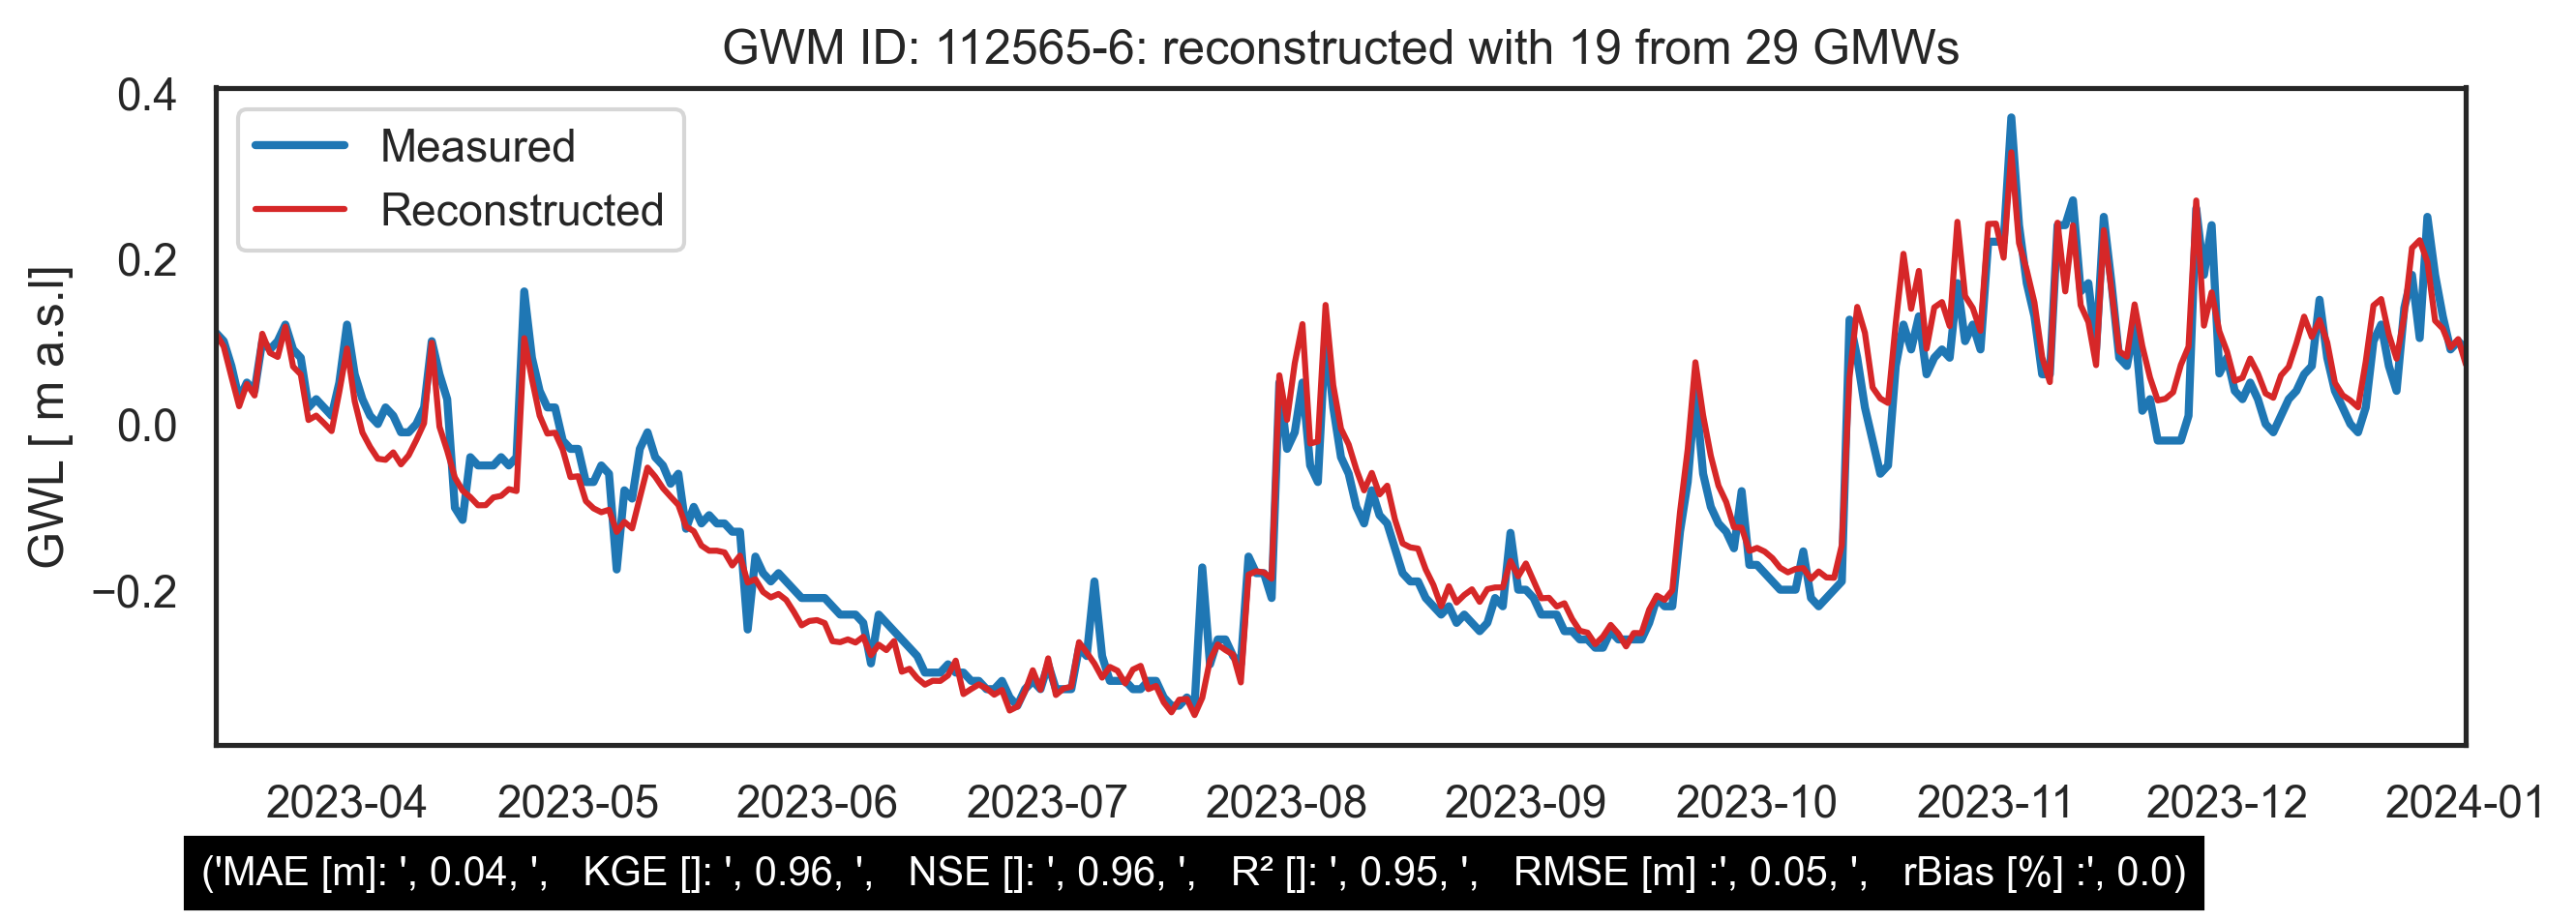 GWM ID: 112565-6: reconstructed with 19 from 29 GMWs
Measured
Reconstructed
GWL [ m a.s.l]
0.4
0.2
0.0
−0.2
2023-04 2023-05 2023-06 2023-07 2023-08 2023-09 2023-10 2023-11 2023-12 2024-01
('MAE [m]: ', 0.04, ',   KGE []: ', 0.96, ',   NSE []: ', 0.96, ',   R² []: ', 0.95, ',   RMSE [m] :', 0.05, ',   rBias [%] :', 0.0)